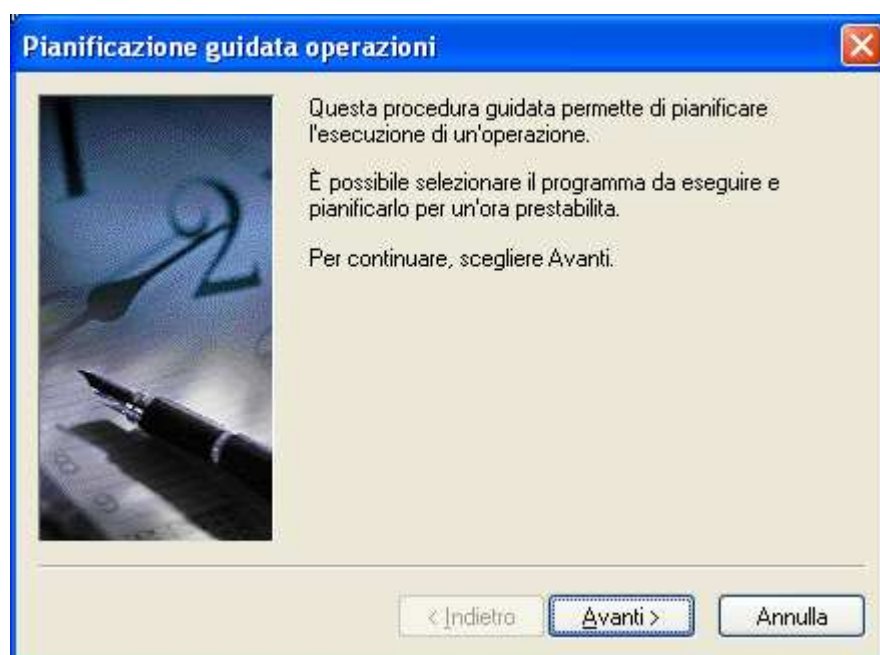 Pianificazione guidata operazioni
Questa procedura guidata permette di pianificare
l'esecuzione di un'operazione.
È possibile selezionare il programma da eseguire e
pianificarlo per un'ora prestabilita.
Per continuare, scegliere Avanti.
2
< Indietro
Avanti >
Annulla